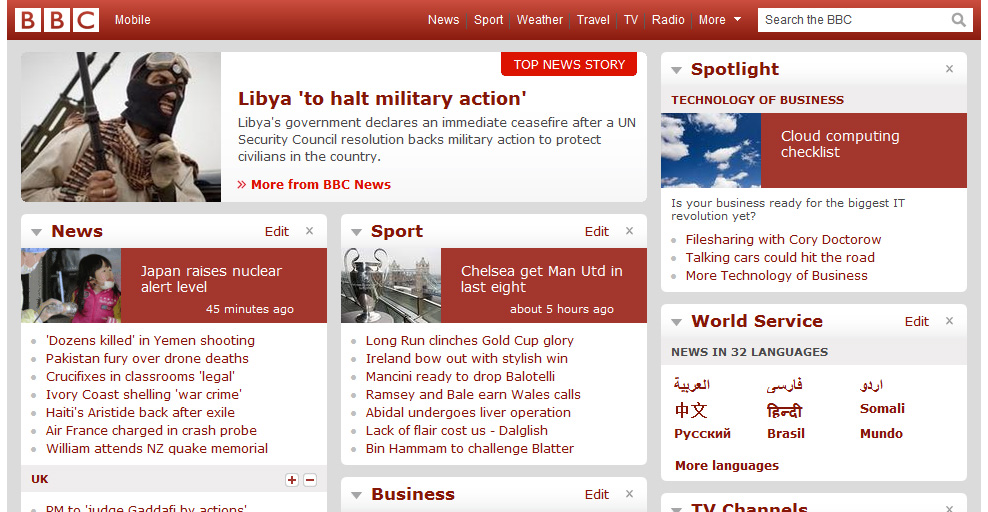 BBC Mobile News Sport Weather Travel TV Radio More Search the BBC
TOP NEWS STORY
Libya 'to halt military action'
Libya's government declares an immediate ceasefire after a UN
Security Council resolution backs military action to protect
civilians in the country.
More from BBC News
News Edit
Japan raises nuclear
alert level
45 minutes ago
'Dozens killed' in Yemen shooting
Pakistan fury over drone deaths
Crucifixes in classrooms 'legal'
Ivory Coast shelling 'war crime'
Haiti's Aristide back after exile
Air France charged in crash probe
William attends NZ quake memorial
UK
PM to 'judge Gaddafi by actions'
Sport Edit
Chelsea get Man Utd in
last eight
about 5 hours ago
Long Run clinches Gold Cup glory
Ireland bow out with stylish win
Mancini ready to drop Balotelli
Ramsey and Bale earn Wales calls
Abidal undergoes liver operation
Lack of flair cost us - Dalglish
Bin Hammam to challenge Blatter
Business Edit
Spotlight
TECHNOLOGY OF BUSINESS
Cloud computing
checklist
Is your business ready for the biggest IT
revolution yet?
Filesharing with Cory Doctorow
Talking cars could hit the road
More Technology of Business
World Service Edit
NEWS IN 32 LANGUAGES
العربية فارسی اردو
中文 हिन्दी Somali
Русский Brasil Mundo
More languages
TV Channels